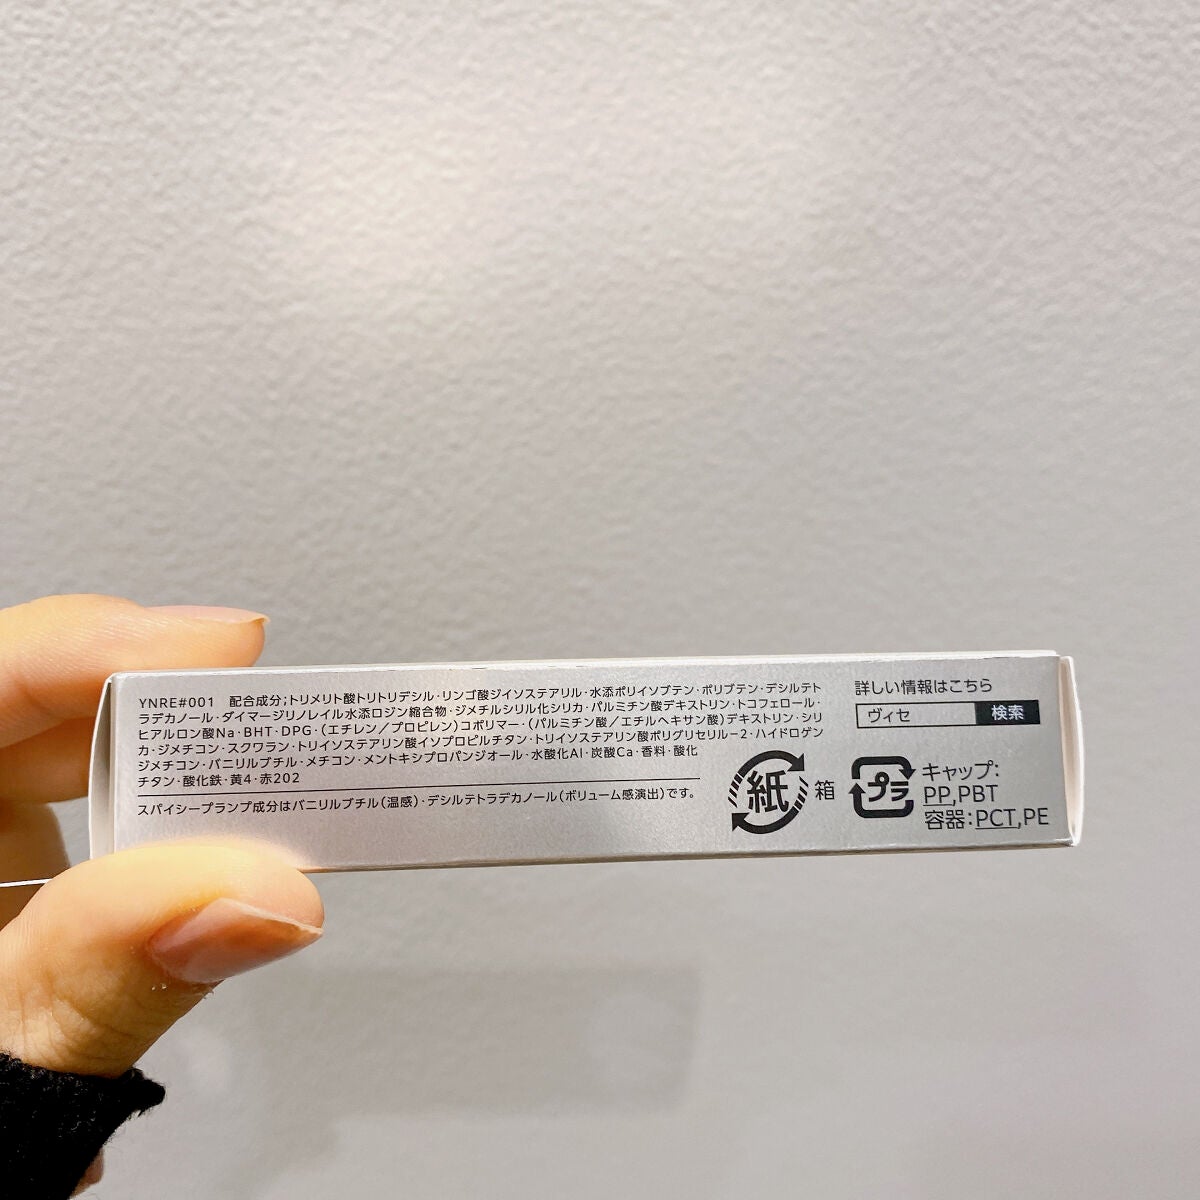 YNRE#001 配合成分;トリメリト酸トリトリデシル・リンゴ酸ジイソステアリル・水添ポリイソブテン・ポリブテン・デシルテト
ラデカノール・ダイマージリノレイル水添ロジン縮合物・ジメチルシリル化シリカ・パルミチン酸デキストリン・トコフェロール・
ヒアルロン酸Na・BHT・DPG・(エチレン/プロピレン)コポリマー・(パルミチン酸/エチルヘキサン酸)デキストリン・シリ
カ・ジメチコン・スクワラン・トリイソステアリン酸イソプロピルチタン・トリイソステアリン酸ポリグリセリル-2・ハイドロゲン
ジメチコン・バニリルブチル・メチコン・メントキシプロパンジオール・水酸化Al・炭酸Ca・香料・酸化
チタン・酸化鉄・黄4・赤202
スパイシープランプ成分はバニリルブチル(温感)・デシルテトラデカノール(ボリューム感演出)です。
詳しい情報はこちら
ヴィセ 検索
紙 箱
プラ
キャップ:
PP,PBT
容器:PCT,PE